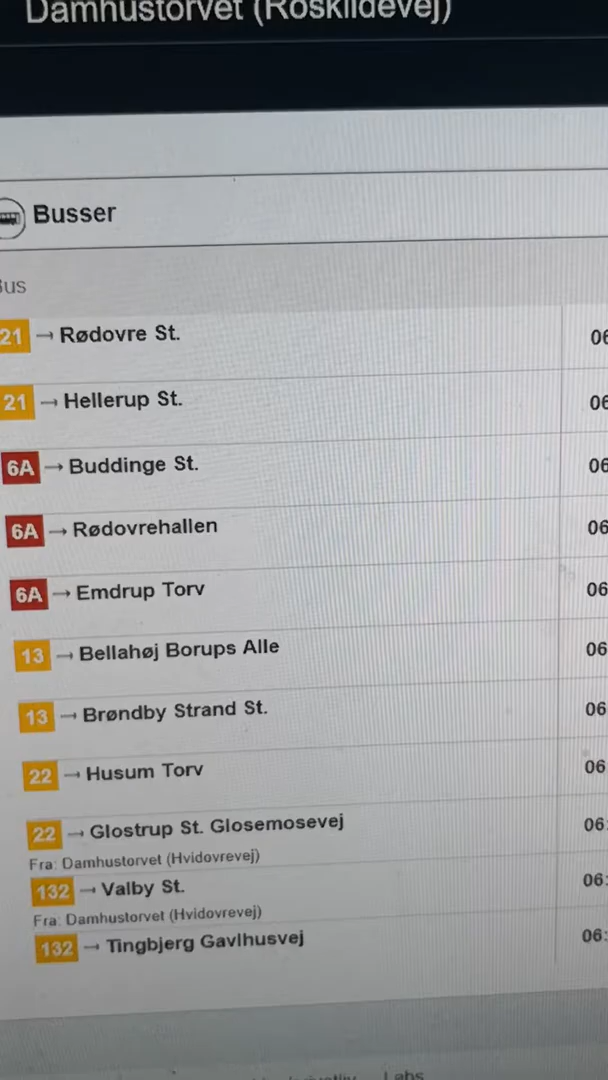 Damhustorvet (Roskildevej)
Busser
Bus
21 → Rødovre St. 06
21 → Hellerup St. 06
6A → Buddinge St. 06
6A → Rødovrehallen 06
6A → Emdrup Torv 06
13 → Bellahøj Borups Alle 06
13 → Brøndby Strand St. 06
22 → Husum Torv 06
22 → Glostrup St. Glosemosevej 06:
Fra: Damhustorvet (Hvidovrevej)
132 → Valby St. 06:
Fra: Damhustorvet (Hvidovrevej)
132 → Tingbjerg Gavlhusvej 06:
Labs